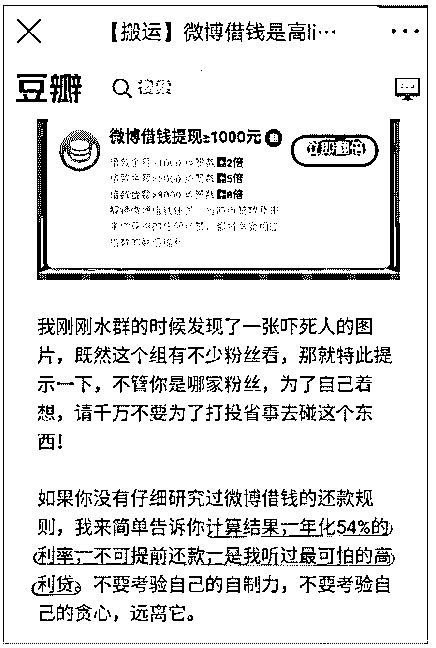 【搬运】微博借钱是高li…
豆瓣
搜索
微博借钱提现≥1000元
立即翻倍
2倍
5倍
8倍
我刚刚水群的时候发现了一张吓死人的图
片，既然这个组有不少粉丝看，那就特此提
示一下，不管你是哪家粉丝，为了自己着
想，请千万不要为了打投省事去碰这个东
西！
如果你没有仔细研究过微博借钱的还款规
则，我来简单告诉你计算结果，年化54%的
利率，不可提前还款，是我听过最可怕的高
利贷。不要考验自己的自制力，不要考验自
己的贪心，远离它。